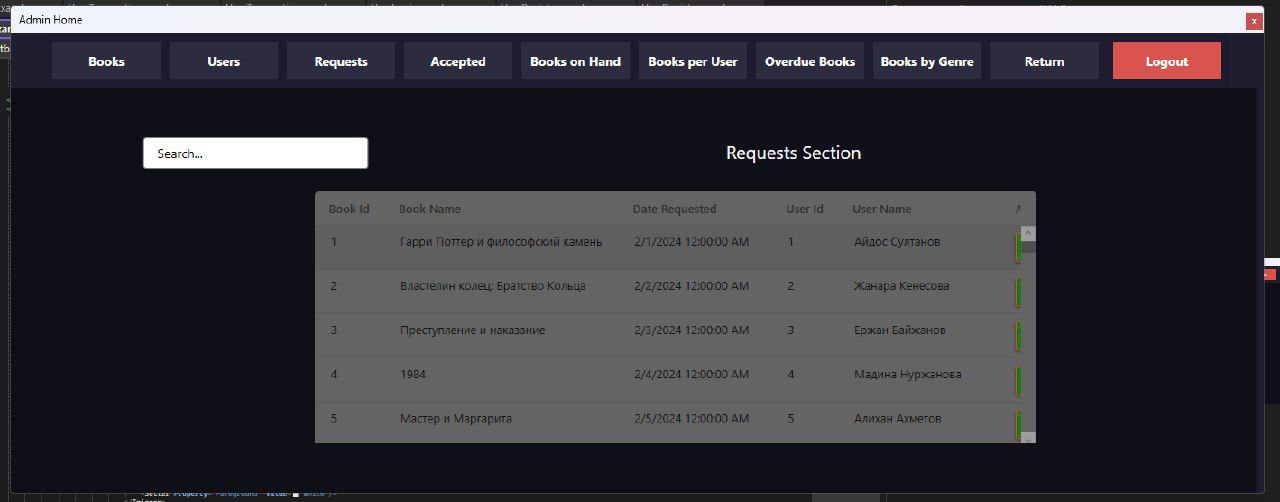 Admin Home
x
Books Users Requests Accepted Books on Hand Books per User Overdue Books Books by Genre Return Logout
Search...
Requests Section
Book Id Book Name Date Requested User Id User Name
1 Гарри Поттер и философский камень 2/1/2024 12:00:00 AM 1 Айдос Султанов
2 Властелин колец: Братство Кольца 2/2/2024 12:00:00 AM 2 Жанара Кенесова
3 Преступление и наказание 2/3/2024 12:00:00 AM 3 Ержан Байжанов
4 1984 2/4/2024 12:00:00 AM 4 Мадина Нуржанова
5 Мастер и Маргарита 2/5/2024 12:00:00 AM 5 Алихан Ахметов